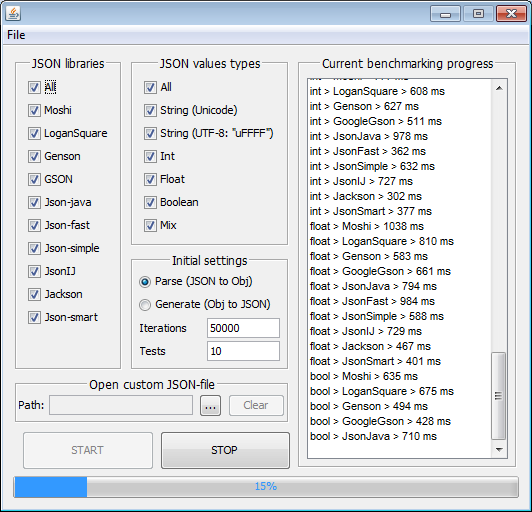 File
JSON libraries
All
Moshi
LoganSquare
Genson
GSON
Json-java
Json-fast
Json-simple
JsonIJ
Jackson
Json-smart
JSON values types
All
String (Unicode)
String (UTF-8: "uFFFF")
Int
Float
Boolean
Mix
Initial settings
Parse (JSON to Obj)
Generate (Obj to JSON)
Iterations 50000
Tests 10
Open custom JSON-file
Path: ... Clear
START STOP
Current benchmarking progress
int > LoganSquare > 608 ms
int > Genson > 627 ms
int > GoogleGson > 511 ms
int > JsonJava > 978 ms
int > JsonFast > 362 ms
int > JsonSimple > 632 ms
int > JsonIJ > 727 ms
int > Jackson > 302 ms
int > JsonSmart > 377 ms
float > Moshi > 1038 ms
float > LoganSquare > 810 ms
float > Genson > 583 ms
float > GoogleGson > 661 ms
float > JsonJava > 794 ms
float > JsonFast > 984 ms
float > JsonSimple > 588 ms
float > JsonIJ > 729 ms
float > Jackson > 467 ms
float > JsonSmart > 401 ms
bool > Moshi > 635 ms
bool > LoganSquare > 675 ms
bool > Genson > 494 ms
bool > GoogleGson > 428 ms
bool > JsonJava > 710 ms
15%